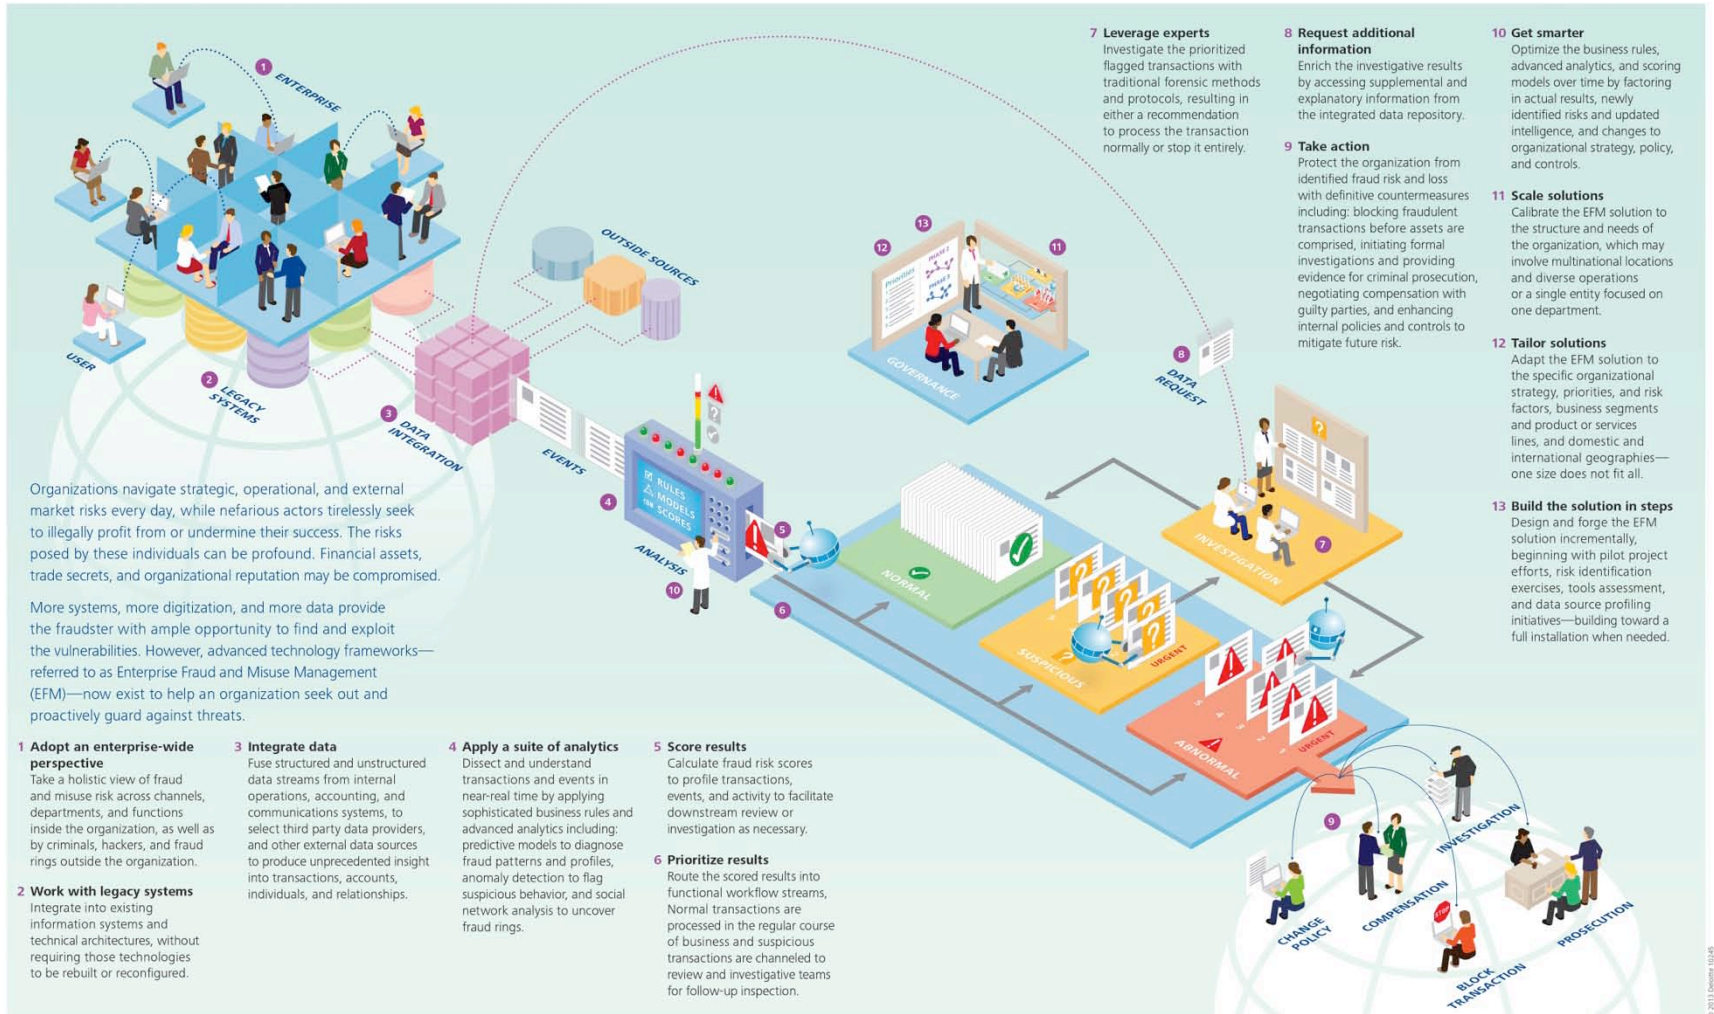 1
ENTERPRISE
USER
2
LEGACY
SYSTEMS
OUTSIDE SOURCES
3
DATA
INTEGRATION
EVENTS
4
RULES
MODELS
SCORES
ANALYSIS
10
5
6
12
13
11
Priorities
PHASE 2
PHASE 3
GOVERNANCE
8
DATA
REQUEST
7
INVESTIGATION
NORMAL
SUSPICIOUS
URGENT
5
4
3
2
1
ABNORMAL
URGENT
9
CHANGE
POLICY
COMPENSATION
INVESTIGATION
STOP
BLOCK
TRANSACTION
PROSECUTION
Organizations navigate strategic, operational, and external
market risks every day, while nefarious actors tirelessly seek
to illegally profit from or undermine their success. The risks
posed by these individuals can be profound. Financial assets,
trade secrets, and organizational reputation may be compromised.
More systems, more digitization, and more data provide
the fraudster with ample opportunity to find and exploit
the vulnerabilities. However, advanced technology frameworks—
referred to as Enterprise Fraud and Misuse Management
(EFM)—now exist to help an organization seek out and
proactively guard against threats.
1 Adopt an enterprise-wide
perspective
Take a holistic view of fraud
and misuse risk across channels,
departments, and functions
inside the organization, as well as
by criminals, hackers, and fraud
rings outside the organization.
2 Work with legacy systems
Integrate into existing
information systems and
technical architectures, without
requiring those technologies
to be rebuilt or reconfigured.
3 Integrate data
Fuse structured and unstructured
data streams from internal
operations, accounting, and
communications systems, to
select third party data providers,
and other external data sources
to produce unprecedented insight
into transactions, accounts,
individuals, and relationships.
4 Apply a suite of analytics
Dissect and understand
transactions and events in
near-real time by applying
sophisticated business rules and
advanced analytics including:
predictive models to diagnose
fraud patterns and profiles,
anomaly detection to flag
suspicious behavior, and social
network analysis to uncover
fraud rings.
5 Score results
Calculate fraud risk scores
to profile transactions,
events, and activity to facilitate
downstream review or
investigation as necessary.
6 Prioritize results
Route the scored results into
functional workflow streams,
Normal transactions are
processed in the regular course
of business and suspicious
transactions are channeled to
review and investigative teams
for follow-up inspection.
7 Leverage experts
Investigate the prioritized
flagged transactions with
traditional forensic methods
and protocols, resulting in
either a recommendation
to process the transaction
normally or stop it entirely.
8 Request additional
information
Enrich the investigative results
by accessing supplemental and
explanatory information from
the integrated data repository.
9 Take action
Protect the organization from
identified fraud risk and loss
with definitive countermeasures
including: blocking fraudulent
transactions before assets are
comprised, initiating formal
investigations and providing
evidence for criminal prosecution,
negotiating compensation with
guilty parties, and enhancing
internal policies and controls to
mitigate future risk.
10 Get smarter
Optimize the business rules,
advanced analytics, and scoring
models over time by factoring
in actual results, newly
identified risks and updated
intelligence, and changes to
organizational strategy, policy,
and controls.
11 Scale solutions
Calibrate the EFM solution to
the structure and needs of
the organization, which may
involve multinational locations
and diverse operations
or a single entity focused on
one department.
12 Tailor solutions
Adapt the EFM solution to
the specific organizational
strategy, priorities, and risk
factors, business segments
and product or services
lines, and domestic and
international geographies—
one size does not fit all.
13 Build the solution in steps
Design and forge the EFM
solution incrementally,
beginning with pilot project
efforts, risk identification
exercises, tools assessment,
and data source profiling
initiatives—building toward a
full installation when needed.
2013 Deloitte 10245